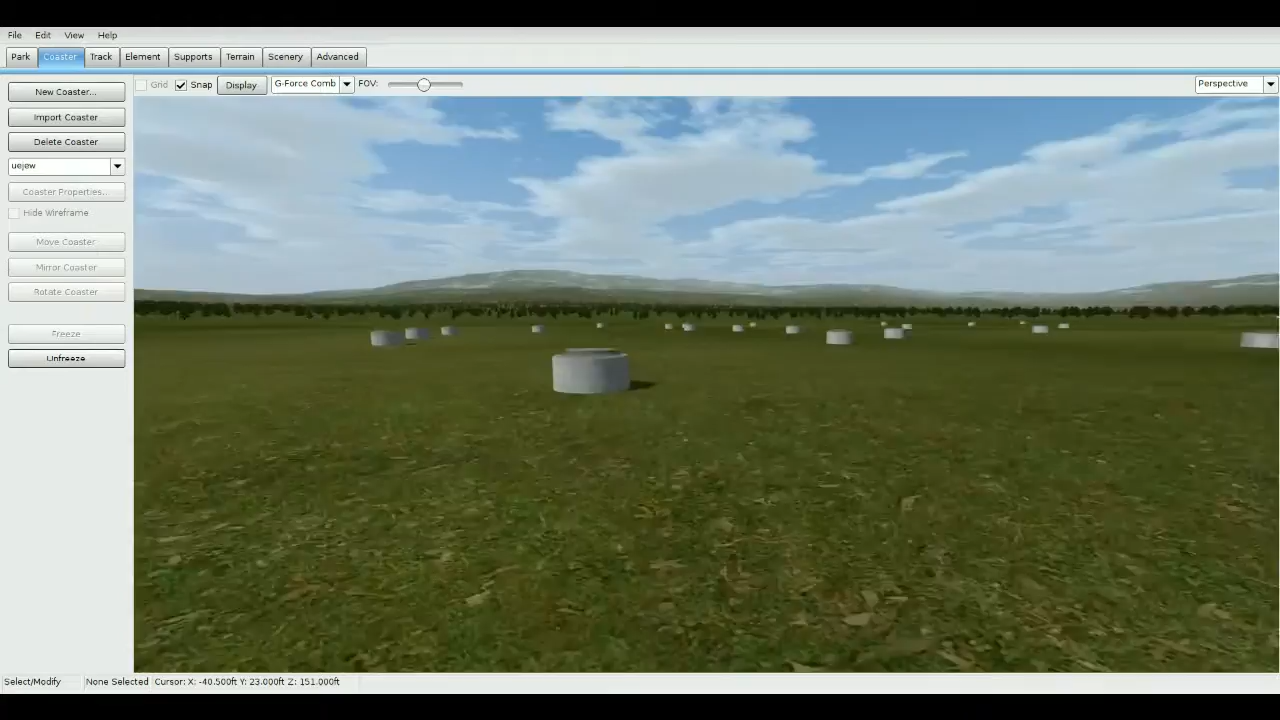 File Edit View Help
Park Coaster Track Element Supports Terrain Scenery Advanced
Grid Snap Display G-Force Comb FOV: Perspective
New Coaster...
Import Coaster
Delete Coaster
uejew
Coaster Properties..
Hide Wireframe
Move Coaster
Mirror Coaster
Rotate Coaster
Freeze
Unfreeze
Select/Modify None Selected Cursor: X: -40.500ft Y: 23.000ft Z: 151.000ft